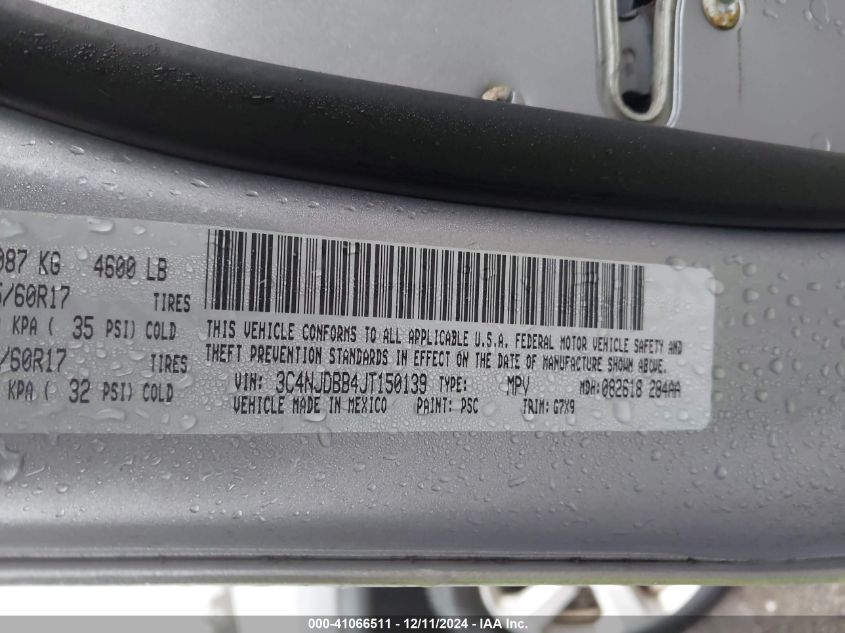 087 KG 4600 LB
/60R17 TIRES
KPA ( 35 PSI) COLD
/60R17 TIRES
KPA ( 32 PSI) COLD
THIS VEHICLE CONFORMS TO ALL APPLICABLE U.S.A. FEDERAL MOTOR VEHICLE SAFETY AND
THEFT PREVENTION STANDARDS IN EFFECT ON THE DATE OF MANUFACTURE SHOWN ABOVE.
VIN: 3C4NJDBB4JT150139 TYPE: MPV MDH: 082618 284AA
VEHICLE MADE IN MEXICO PAINT: PSC TRIM: G7X9
000-41066511 - 12/11/2024 - IAA Inc.